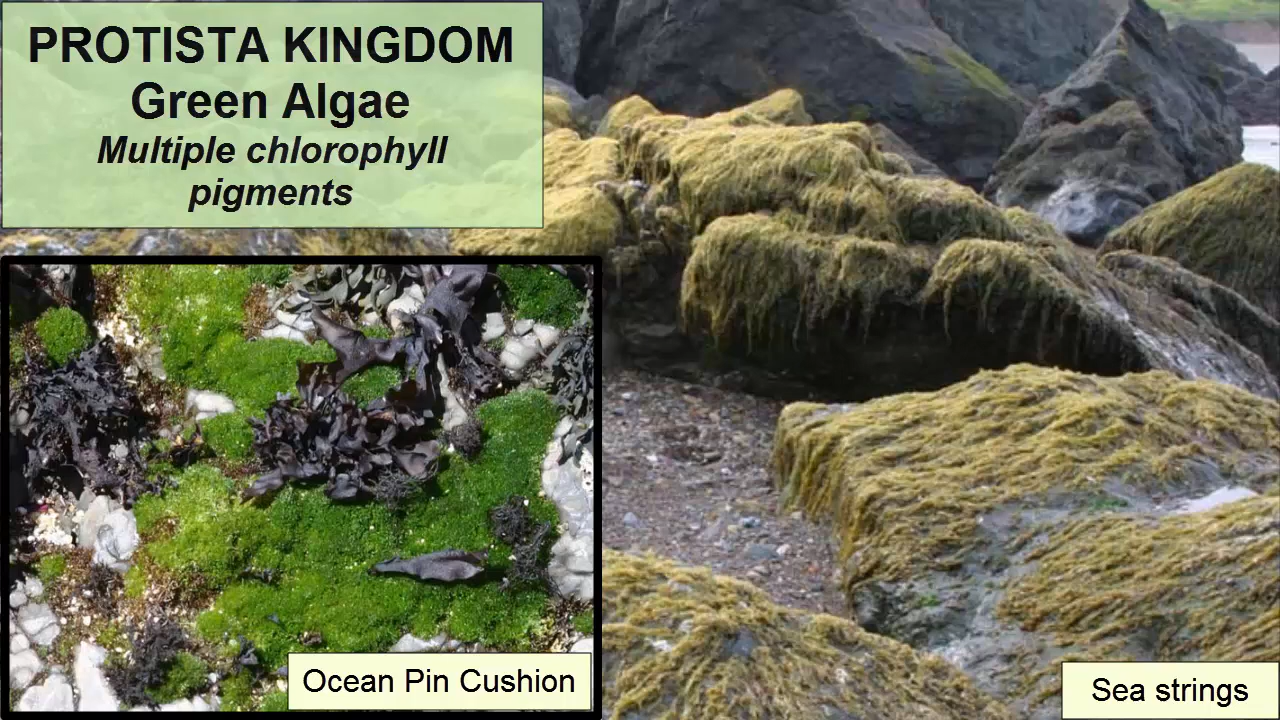 PROTISTA KINGDOM
Green Algae
Multiple chlorophyll
pigments
Ocean Pin Cushion
Sea strings